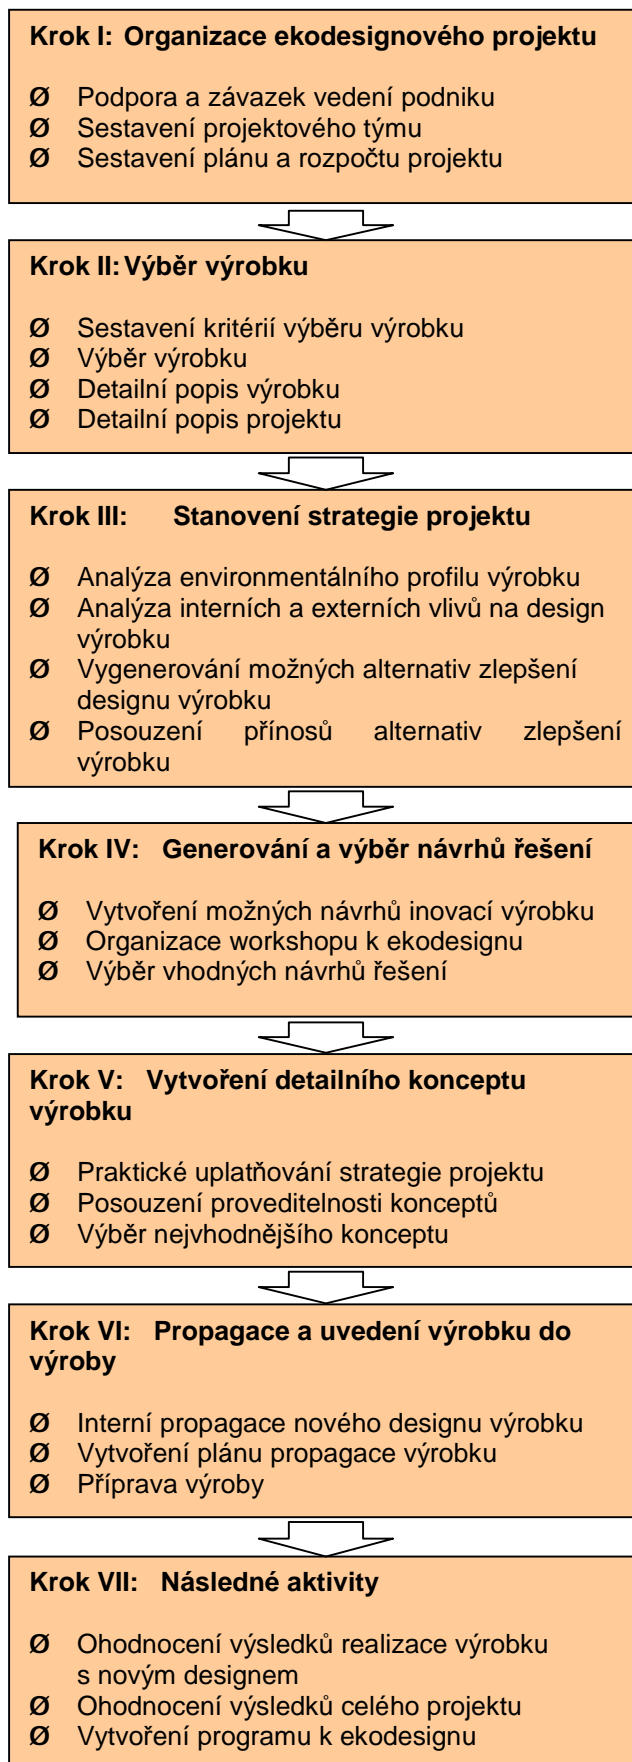 Krok I: Organizace ekodesignového projektu
Ø Podpora a závazek vedení podniku
Ø Sestavení projektového týmu
Ø Sestavení plánu a rozpočtu projektu
Krok II: Výběr výrobku
Ø Sestavení kritérií výběru výrobku
Ø Výběr výrobku
Ø Detailní popis výrobku
Ø Detailní popis projektu
Krok III: Stanovení strategie projektu
Ø Analýza environmentálního profilu výrobku
Ø Analýza interních a externích vlivů na design
výrobku
Ø Vygenerování možných alternativ zlepšení
designu výrobku
Ø Posouzení přínosů alternativ zlepšení
výrobku
Krok IV: Generování a výběr návrhů řešení
Ø Vytvoření možných návrhů inovací výrobku
Ø Organizace workshopu k ekodesignu
Ø Výběr vhodných návrhů řešení
Krok V: Vytvoření detailního konceptu
výrobku
Ø Praktické uplatňování strategie projektu
Ø Posouzení proveditelnosti konceptů
Ø Výběr nejvhodnějšího konceptu
Krok VI: Propagace a uvedení výrobku do
výroby
Ø Interní propagace nového designu výrobku
Ø Vytvoření plánu propagace výrobku
Ø Příprava výroby
Krok VII: Následné aktivity
Ø Ohodnocení výsledků realizace výrobku
s novým designem
Ø Ohodnocení výsledků celého projektu
Ø Vytvoření programu k ekodesignu